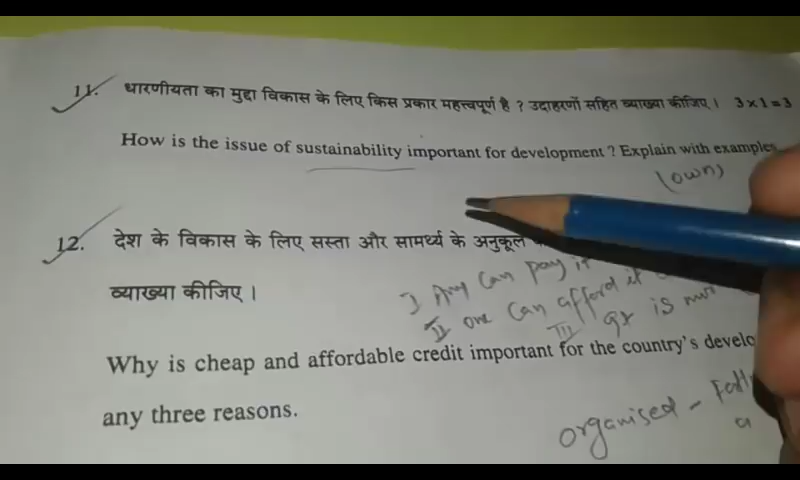 11. धारणीयता का मुद्दा विकास के लिए किस प्रकार महत्त्वपूर्ण है ? उदाहरणों सहित व्याख्या कीजिए । 3×1=3
How is the issue of sustainability important for development ? Explain with examples.
(own)
12. देश के विकास के लिए सस्ता और सामर्थ्य के अनुकूल
व्याख्या कीजिए ।
I Any can pay it
II one can afford it
III is
Why is cheap and affordable credit important for the country's develo
any three reasons.
organised -